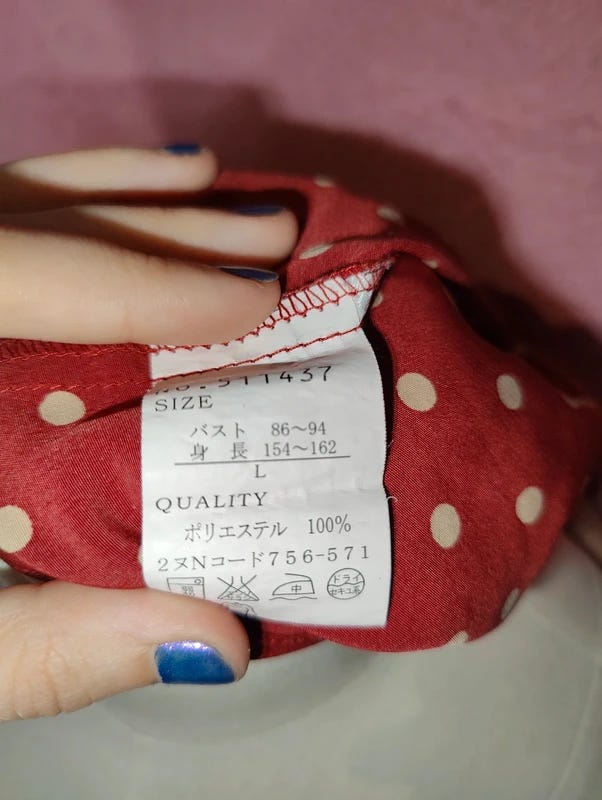 511437
SIZE
バスト 86～94
身 長 154～162
L
QUALITY
ポリエステル 100%
2ヌNコード756-571
中
ドライ
セキユ系